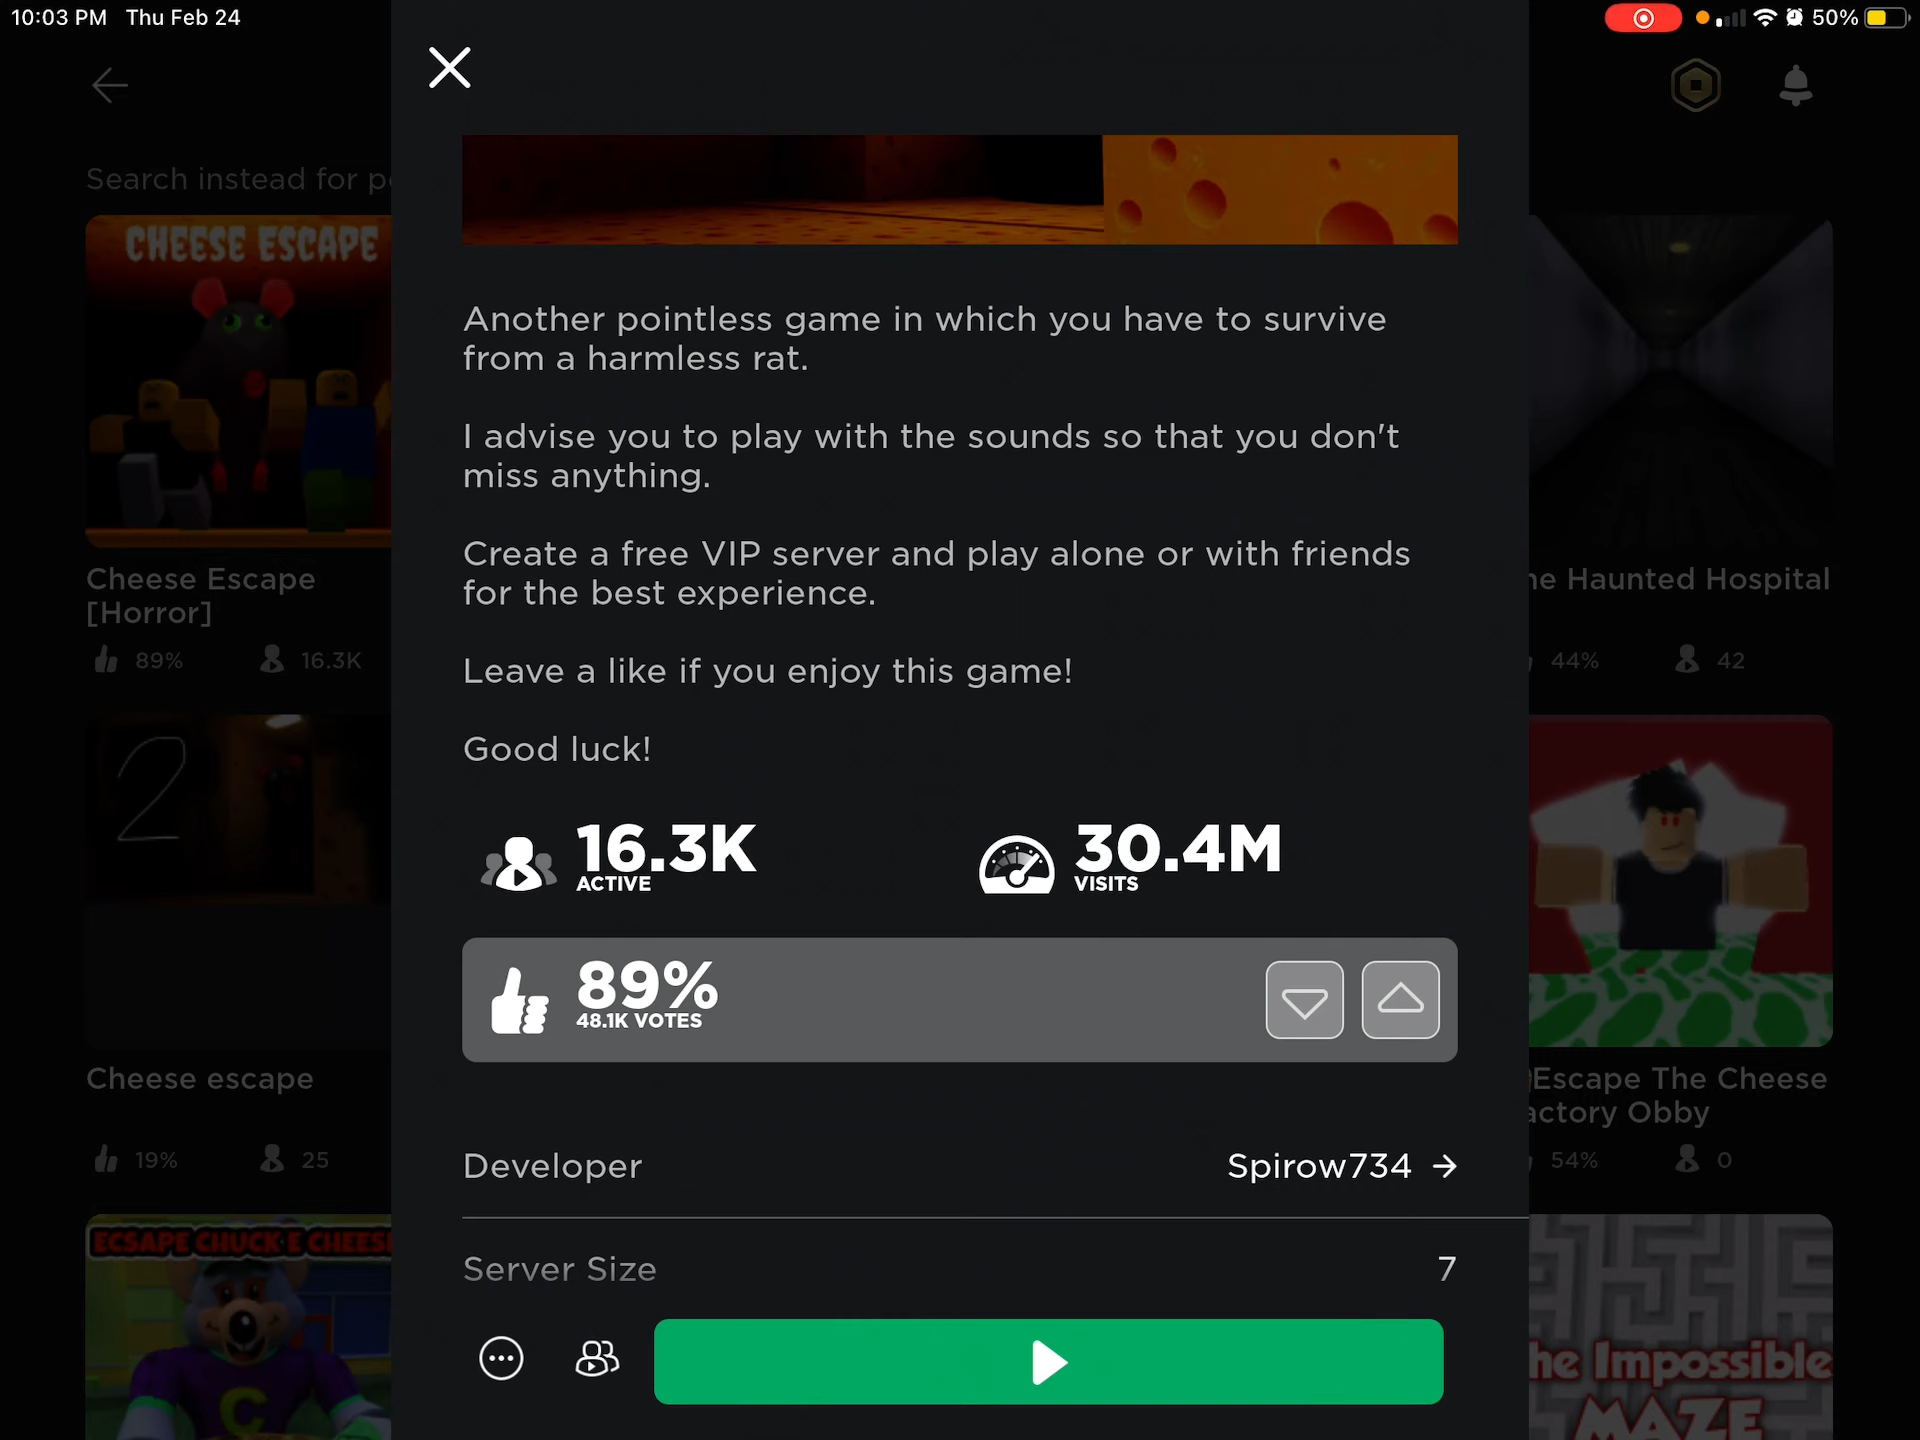 10:03 PM Thu Feb 24
50%
Search instead for
CHEESE ESCAPE
Cheese Escape
[Horror]
89% 16.3K
2
Cheese escape
19% 25
ECSAPE CHUCK E CHEESE
C
Another pointless game in which you have to survive
from a harmless rat.
I advise you to play with the sounds so that you don't
miss anything.
Create a free VIP server and play alone or with friends
for the best experience.
Leave a like if you enjoy this game!
Good luck!
16.3K
ACTIVE
30.4M
VISITS
89%
48.1K VOTES
Developer
Spirow734
Server Size
7
Haunted Hospital
44% 42
Escape The Cheese
Obby
54% 0
Impossible
MAZE